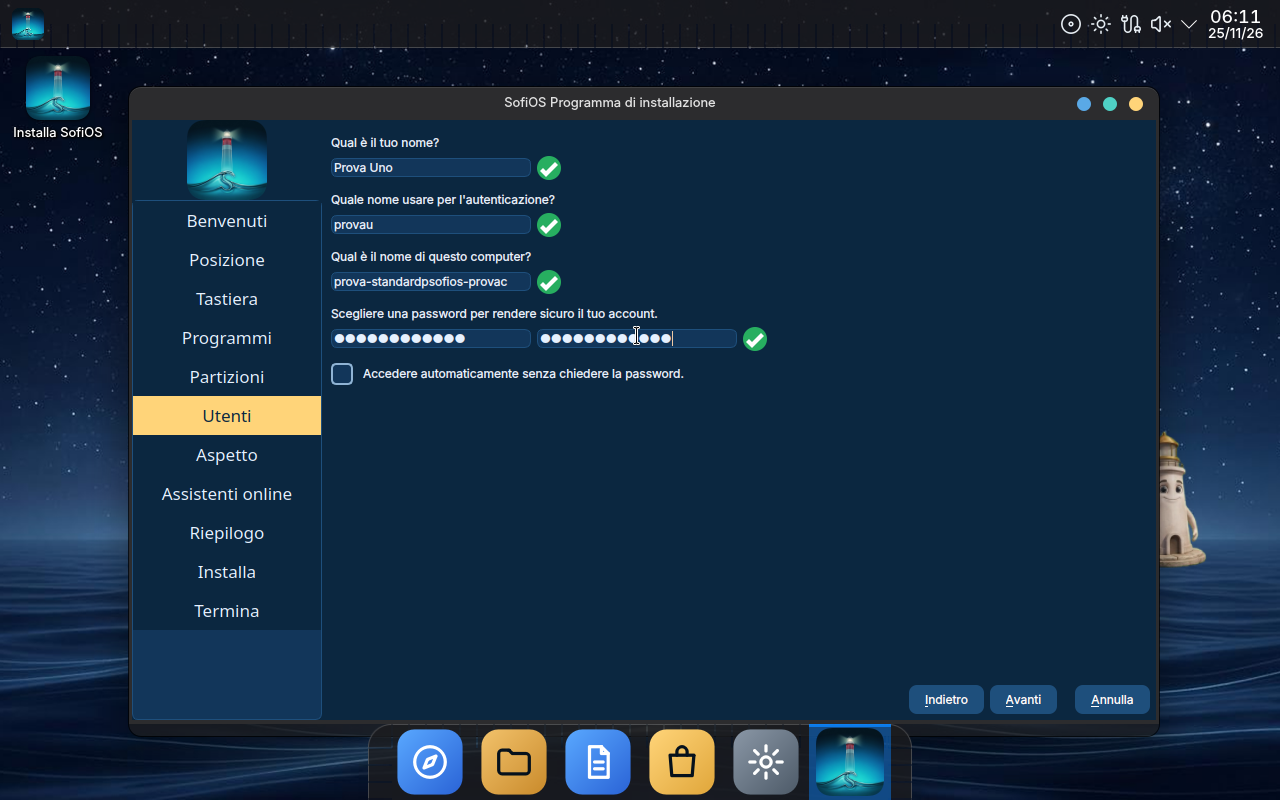 06:11
25/11/26
Installa SofiOS
SofiOS Programma di installazione
Benvenuti
Posizione
Tastiera
Programmi
Partizioni
Utenti
Aspetto
Assistenti online
Riepilogo
Installa
Termina
Qual è il tuo nome?
Prova Uno
Quale nome usare per l'autenticazione?
provau
Qual è il nome di questo computer?
prova-standardpsofios-provac
Scegliere una password per rendere sicuro il tuo account.
●●●●●●●●●●●● ●●●●●●●●●●●●
Accedere automaticamente senza chiedere la password.
Indietro Avanti Annulla